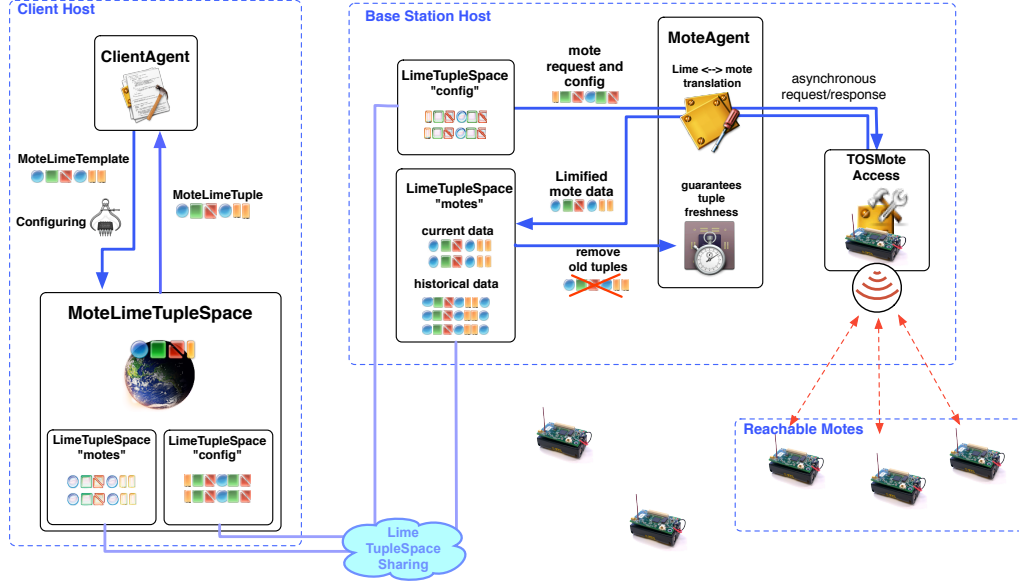 Client Host
ClientAgent
MoteLimeTemplate
Configuring
MoteLimeTuple
MoteLimeTupleSpace
LimeTupleSpace
"motes"
LimeTupleSpace
"config"
Lime
TupleSpace
Sharing
Base Station Host
LimeTupleSpace
"config"
mote
request and
config
MoteAgent
Lime <--> mote
translation
asynchronous
request/response
TOSMote
Access
LimeTupleSpace
"motes"
current data
historical data
Limified
mote data
guarantees
tuple
freshness
remove
old tuples
Reachable Motes